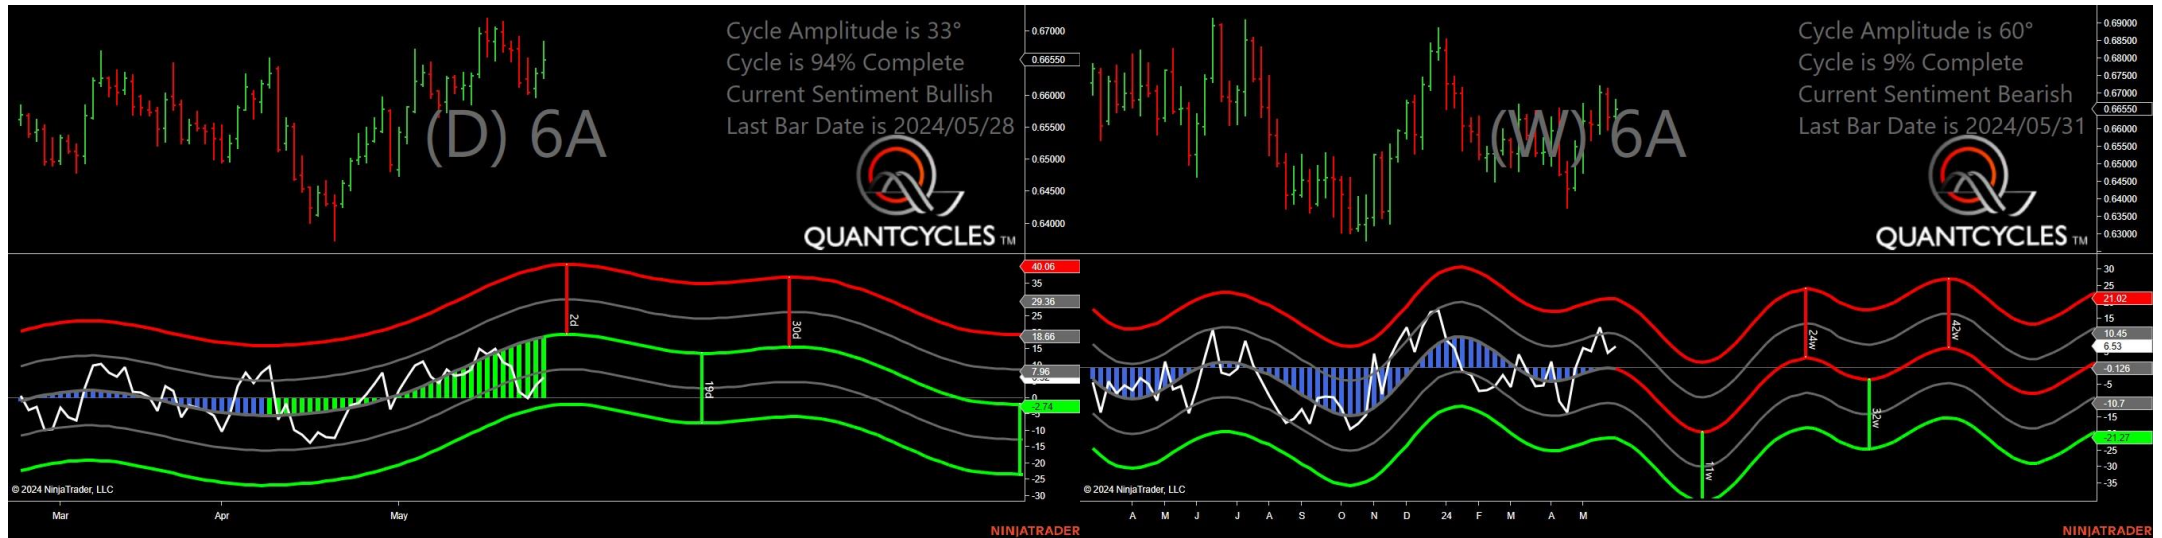 Cycle Amplitude is 33°
Cycle is 94% Complete
Current Sentiment Bullish
Last Bar Date is 2024/05/28
(D) 6A
QUANTCYCLES TM
0.67000
0.66550
0.66000
0.65500
0.65000
0.64500
0.64000
40.06
35
29.36
25
18.66
15
10
7.96
0
-2.74
-5
-10
-15
-20
-25
-30
2d
19d
30d
© 2024 NinjaTrader, LLC
Mar Apr May
NINJATRADER
Cycle Amplitude is 60°
Cycle is 9% Complete
Current Sentiment Bearish
Last Bar Date is 2024/05/31
(W) 6A
QUANTCYCLES TM
0.69000
0.68500
0.68000
0.67500
0.67000
0.66550
0.66000
0.65500
0.65000
0.64500
0.64000
0.63500
0.63000
30
25
21.02
15
10.45
6.53
-0.126
-5
-10.7
-15
-21.27
-25
-30
-35
11w
24w
32w
42w
© 2024 NinjaTrader, LLC
A M J J A S O N D 24 F M A M
NINJATRADER